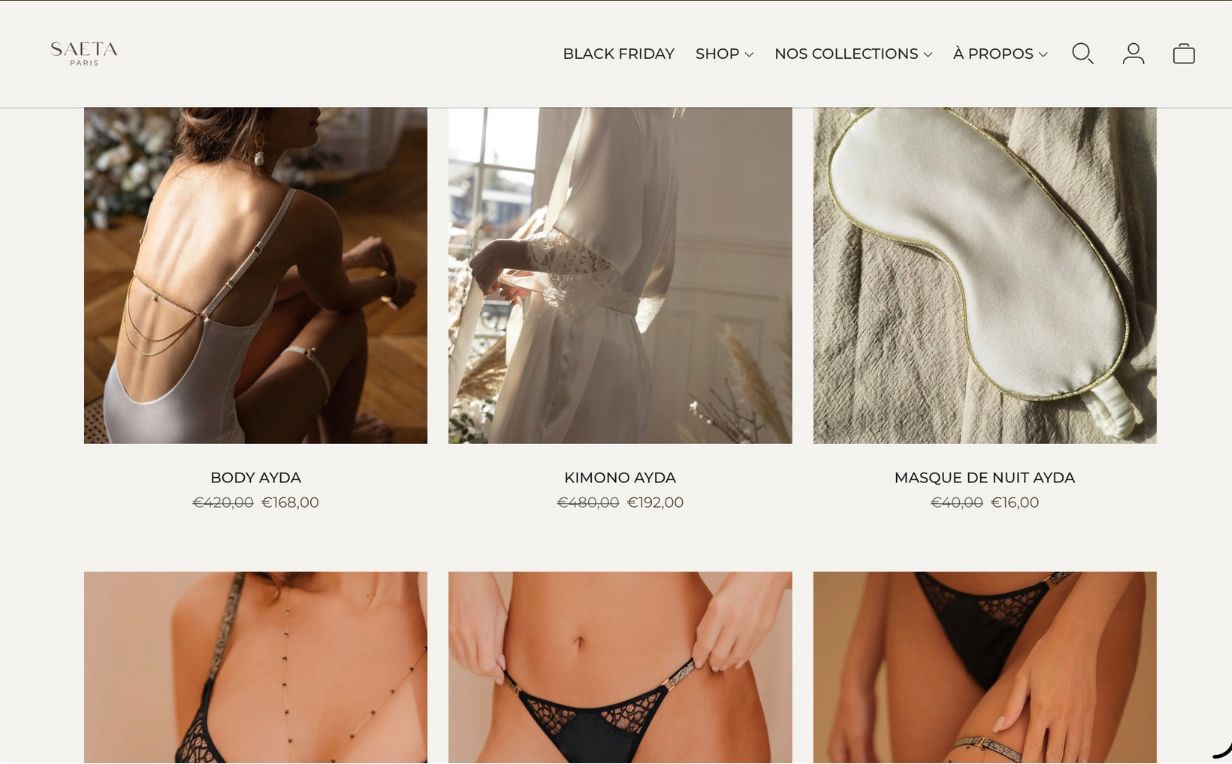 SAETA
PARIS
BLACK FRIDAY SHOP NOS COLLECTIONS À PROPOS
BODY AYDA
€420,00 €168,00
KIMONO AYDA
€480,00 €192,00
MASQUE DE NUIT AYDA
€40,00 €16,00